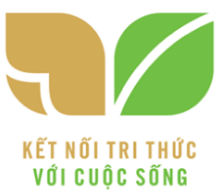 KẾT NỐI TRI THỨC
VỚI CUỘC SỐNG